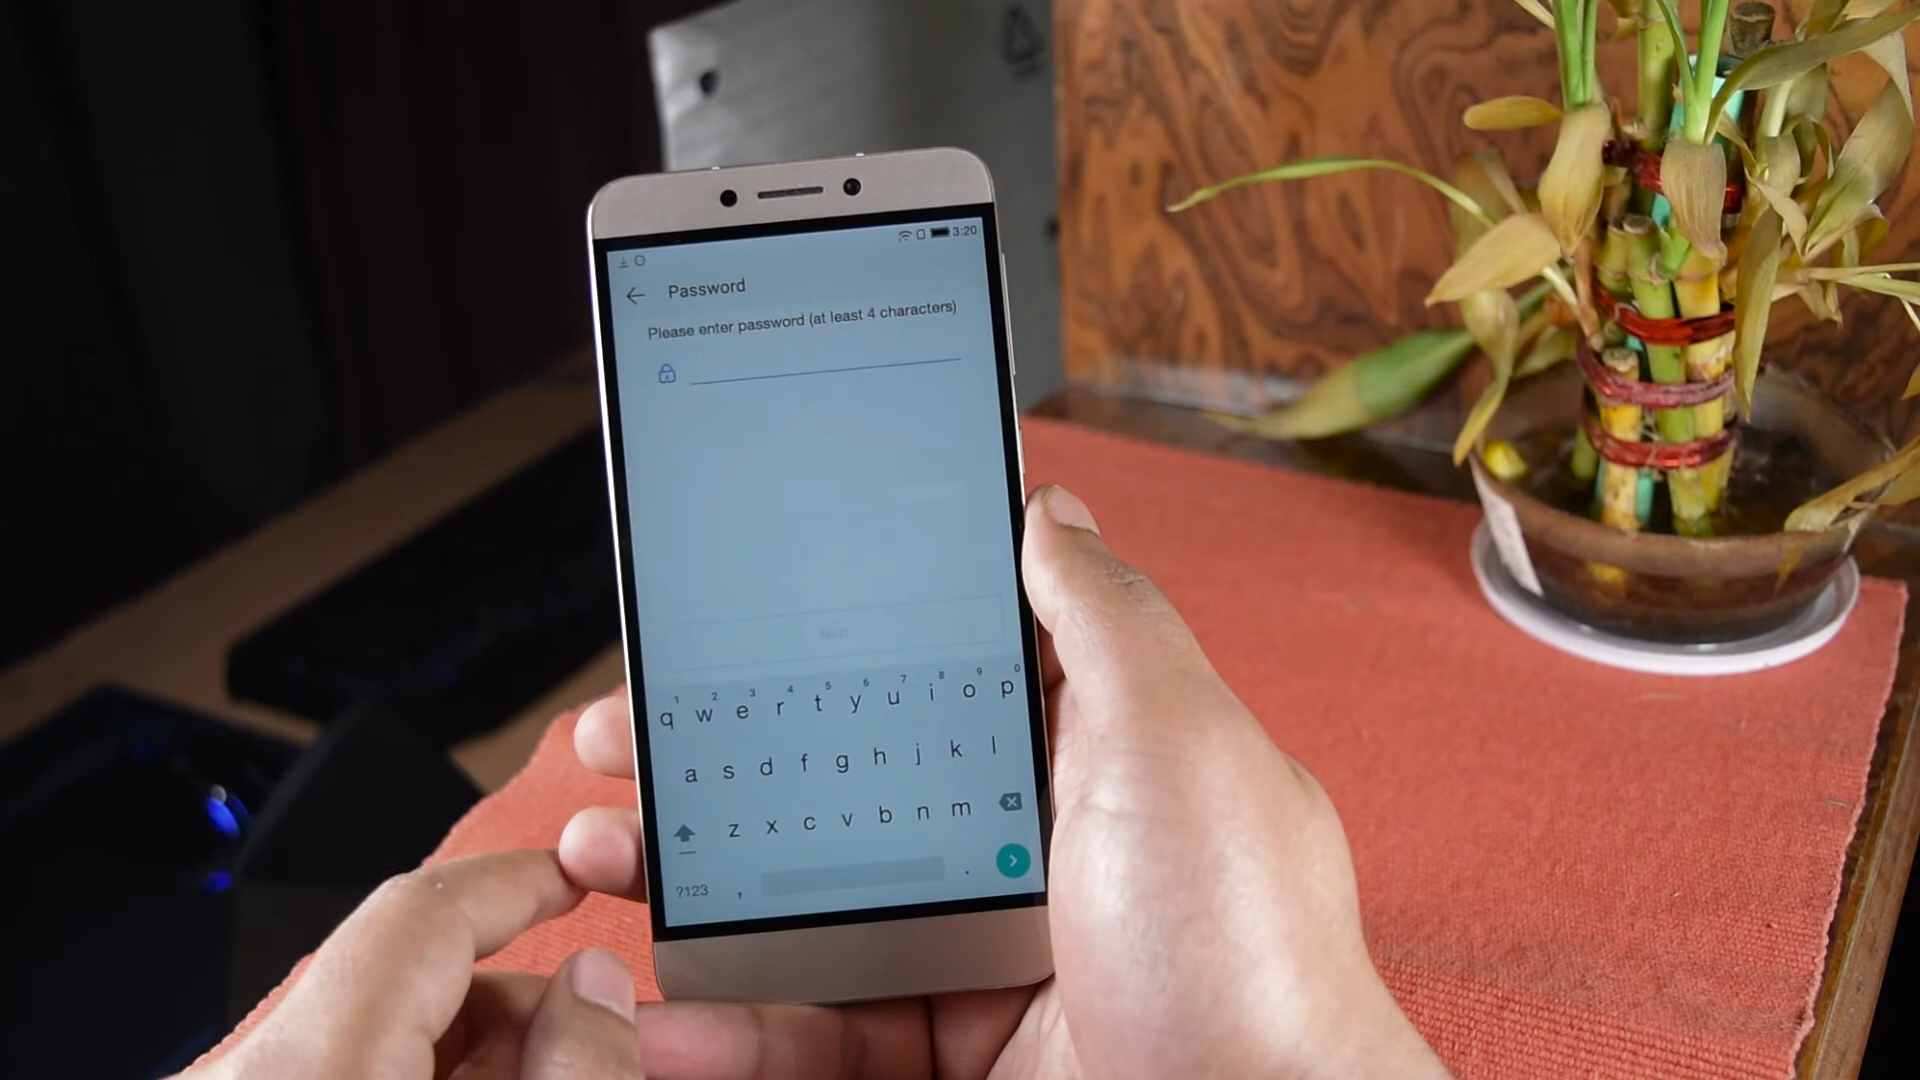 3:20
Password
Please enter password (at least 4 characters)
1 2 3 4 5 6 7 8 9 0
q w e r t y u i o p
a s d f g h j k l
z x c v b n m
?123 , .